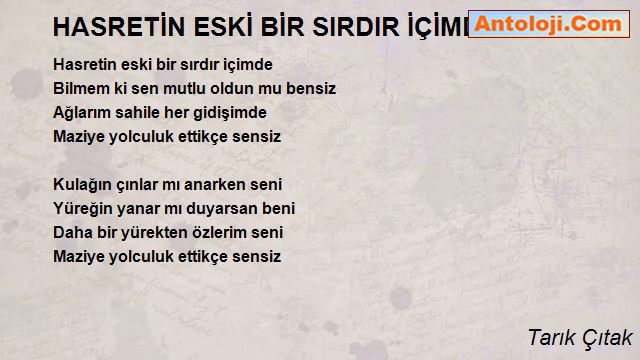 HASRETİN ESKİ BİR SIRDIR
Antoloji.Com
Hasretin eski bir sırdır içimde
Bilmem ki sen mutlu oldun mu bensiz
Ağlarım sahile her gidişimde
Maziye yolculuk ettikçe sensiz
Kulağın çınlar mı anarken seni
Yüreğin yanar mı duyarsan beni
Daha bir yürekten özlerim seni
Maziye yolculuk ettikçe sensiz
Tarık Çıtak